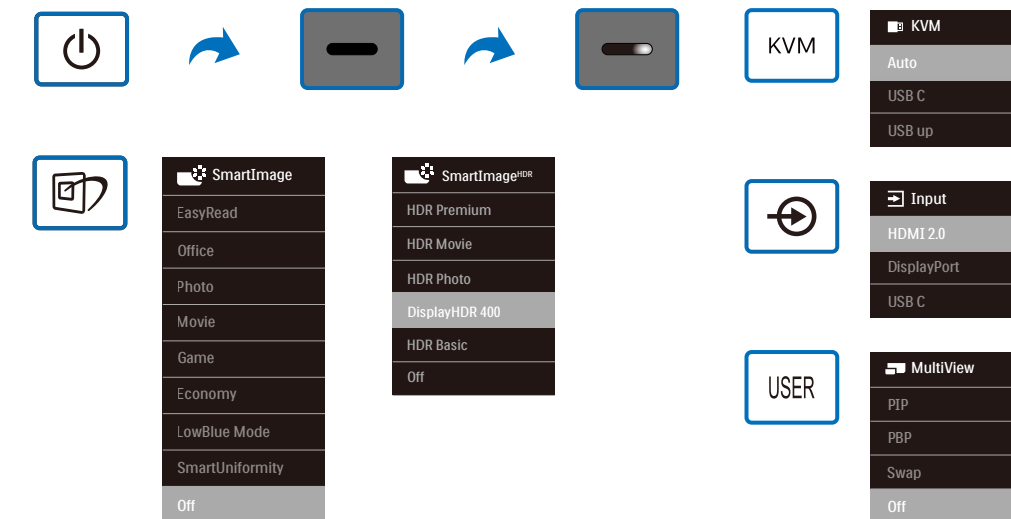 KVM
KVM
Auto
USB C
USB up
SmartImage
EasyRead
Office
Photo
Movie
Game
Economy
LowBlue Mode
SmartUniformity
Off
SmartImageHDR
HDR Premium
HDR Movie
HDR Photo
DisplayHDR 400
HDR Basic
Off
Input
HDMI 2.0
DisplayPort
USB C
USER
MultiView
PIP
PBP
Swap
Off